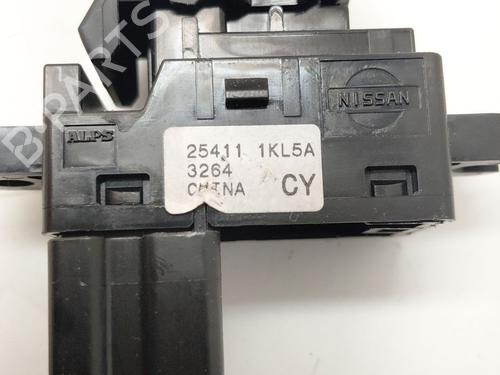 B-PARTS
ALPS
NISSAN
25411 1KL5A
3264
CHINA CY